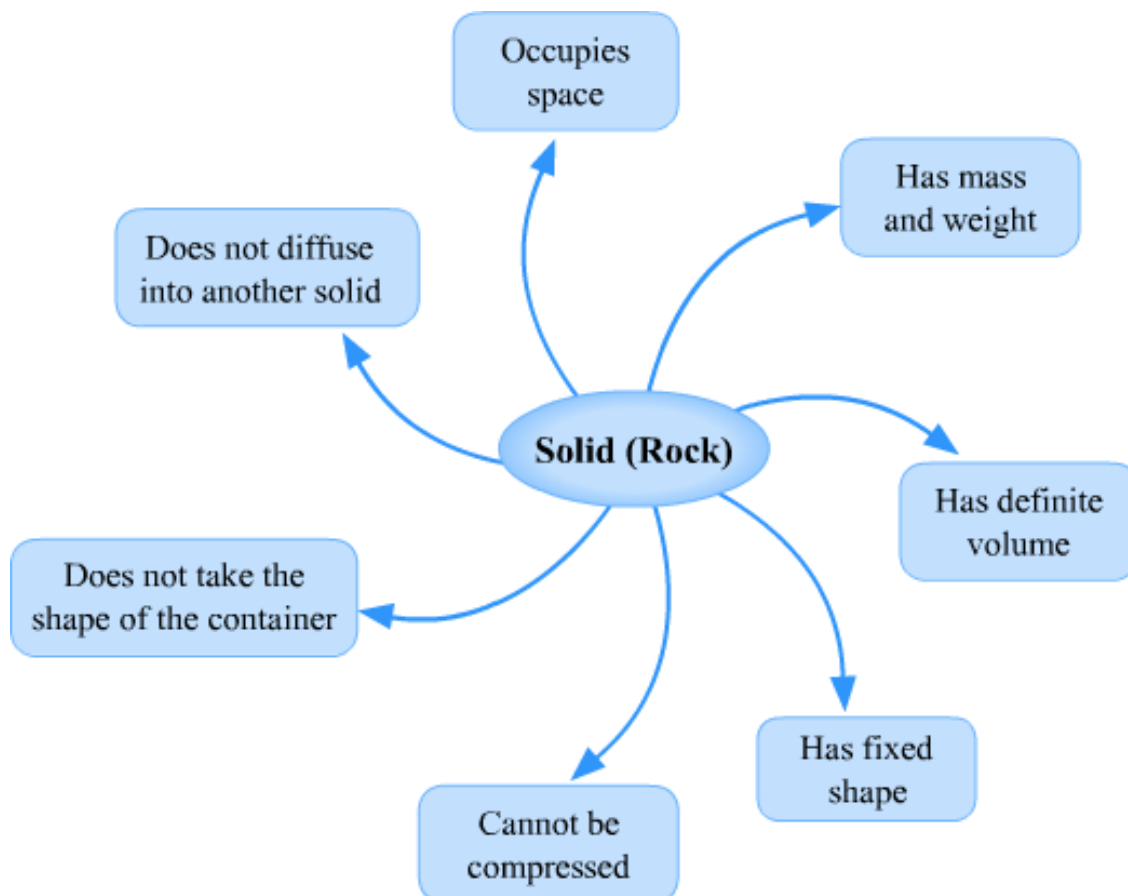 Occupies
space
Has mass
and weight
Does not diffuse
into another solid
Solid (Rock)
Has definite
volume
Does not take the
shape of the container
Has fixed
shape
Cannot be
compressed